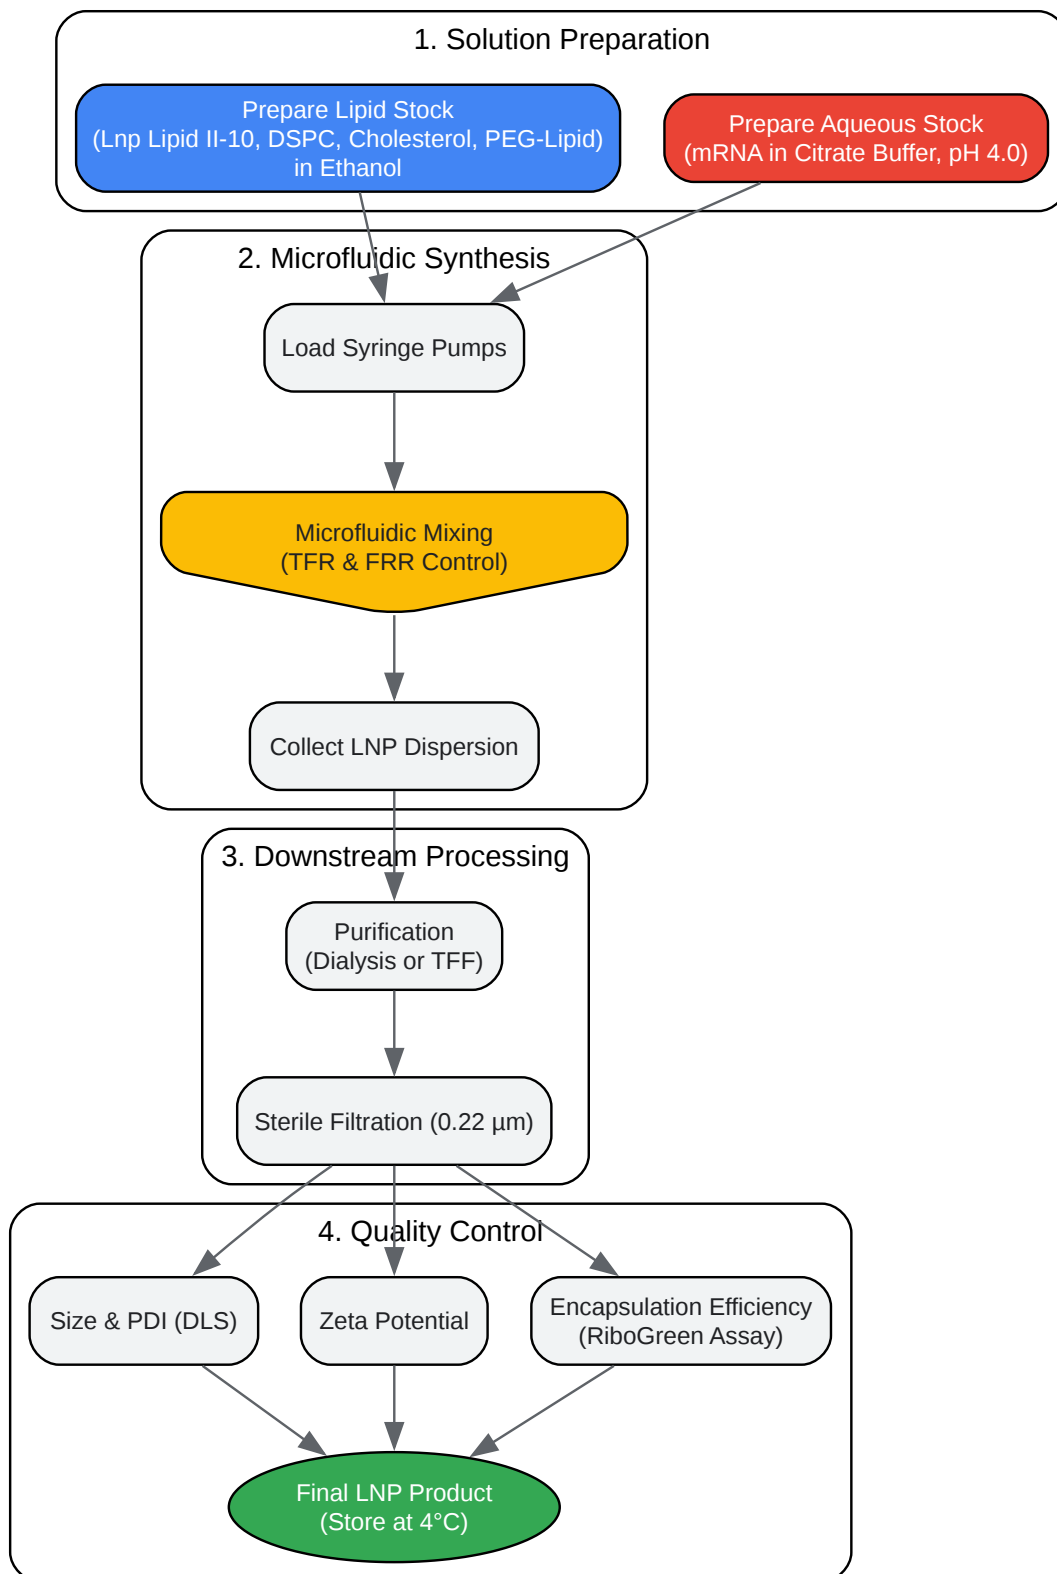 1. Solution Preparation
Prepare Lipid Stock
(Lnp Lipid II-10, DSPC, Cholesterol, PEG-Lipid)
in Ethanol
Prepare Aqueous Stock
(mRNA in Citrate Buffer, pH 4.0)
2. Microfluidic Synthesis
Load Syringe Pumps
Microfluidic Mixing
(TFR & FRR Control)
Collect LNP Dispersion
3. Downstream Processing
Purification
(Dialysis or TFF)
Sterile Filtration (0.22 µm)
4. Quality Control
Size & PDI (DLS)
Zeta Potential
Encapsulation Efficiency
(RiboGreen Assay)
Final LNP Product
(Store at 4°C)